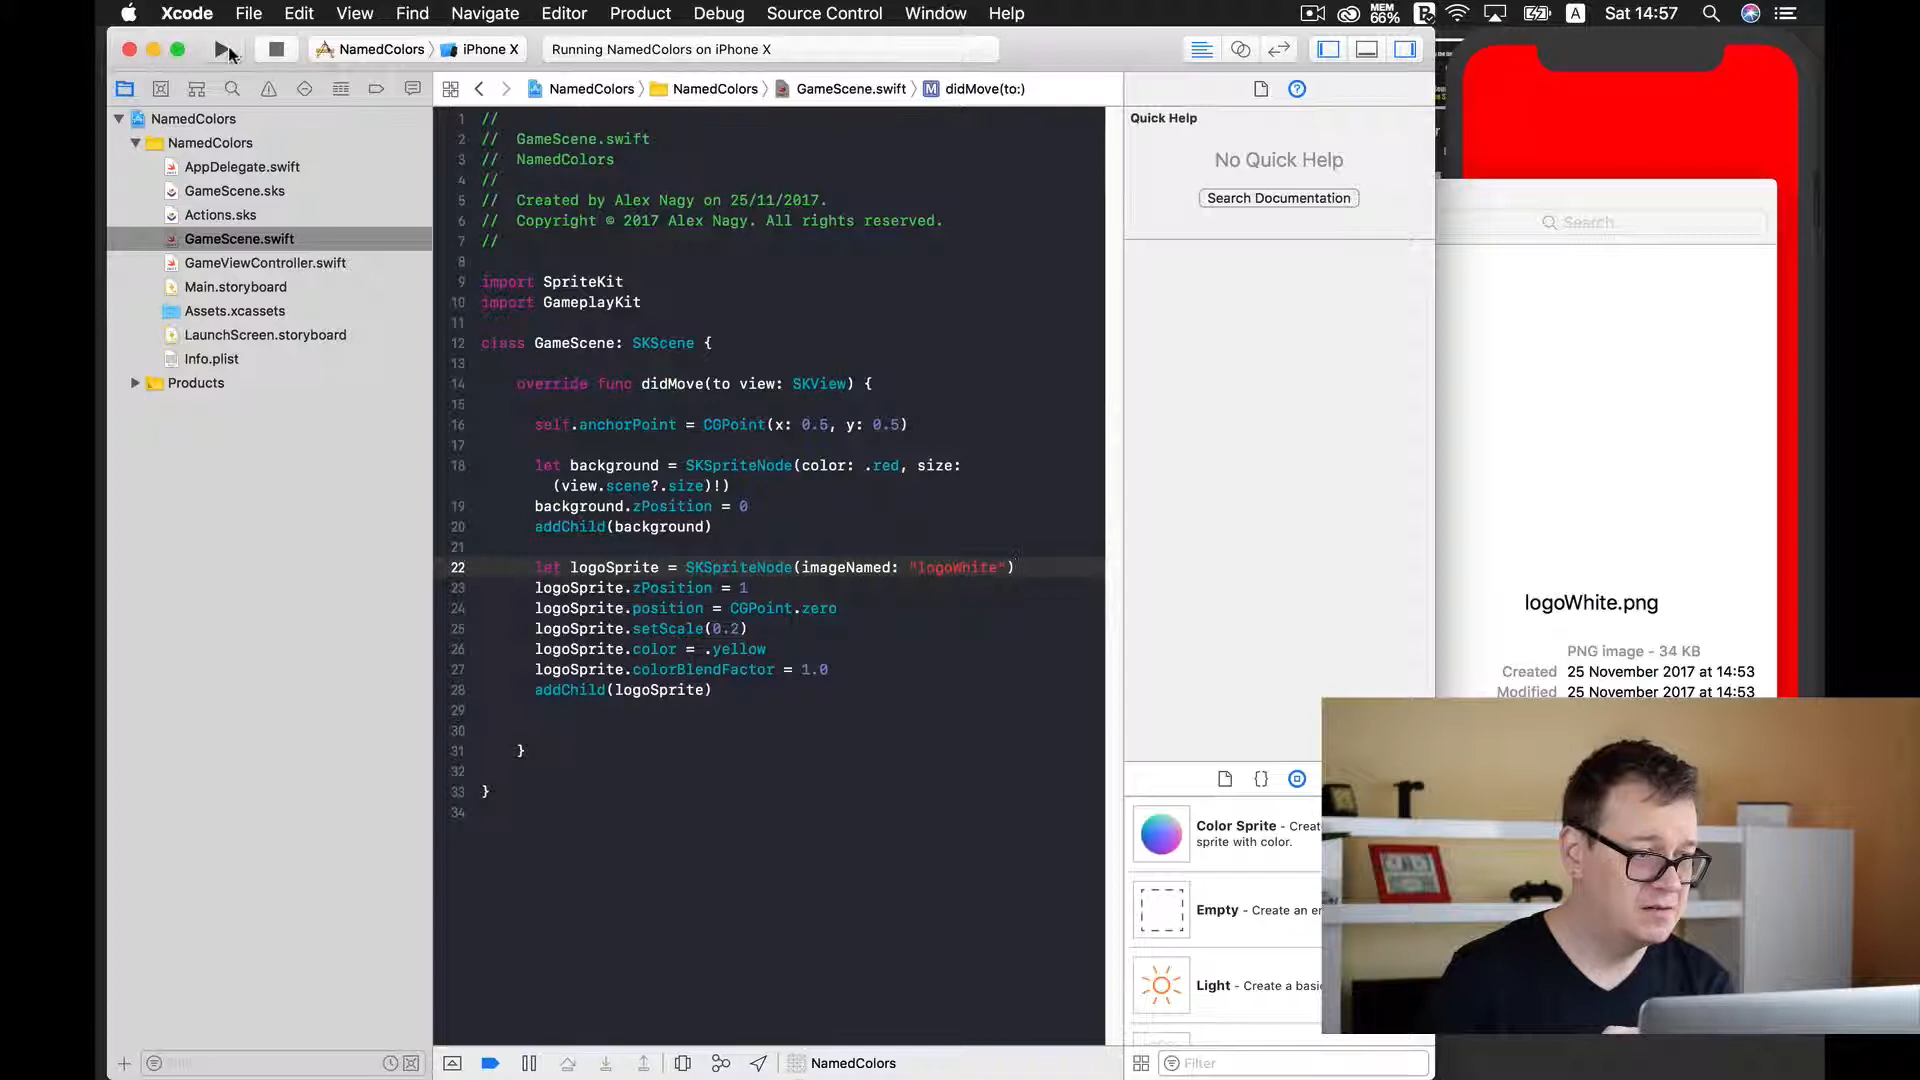 Xcode File Edit View Find Navigate Editor Product Debug Source Control Window Help MEM 66% A Sat 14:57
NamedColors iPhone X Running NamedColors on iPhone X
NamedColors NamedColors GameScene.swift M didMove(to:)
NamedColors
NamedColors
AppDelegate.swift
GameScene.sks
Actions.sks
GameScene.swift
GameViewController.swift
Main.storyboard
Assets.xcassets
LaunchScreen.storyboard
Info.plist
Products
1 //
2 // GameScene.swift
3 // NamedColors
4 //
5 // Created by Alex Nagy on 25/11/2017.
6 // Copyright © 2017 Alex Nagy. All rights reserved.
7 //
8
9 import SpriteKit
10 import GameplayKit
11
12 class GameScene: SKScene {
13
14 override func didMove(to view: SKView) {
15
16 self.anchorPoint = CGPoint(x: 0.5, y: 0.5)
17
18 let background = SKSpriteNode(color: .red, size:
(view.scene?.size)!)
19 background.zPosition = 0
20 addChild(background)
21
22 let logoSprite = SKSpriteNode(imageNamed: "logoWhite")
23 logoSprite.zPosition = 1
24 logoSprite.position = CGPoint.zero
25 logoSprite.setScale(0.2)
26 logoSprite.color = .yellow
27 logoSprite.colorBlendFactor = 1.0
28 addChild(logoSprite)
29
30
31 }
32
33 }
34
Quick Help
No Quick Help
Search Documentation
{}
Color Sprite - Creat
sprite with color.
Empty - Create an e
Light - Create a basi
Filter
NamedColors
Search
logoWhite.png
PNG image - 34 KB
Created 25 November 2017 at 14:53
Modified 25 November 2017 at 14:53